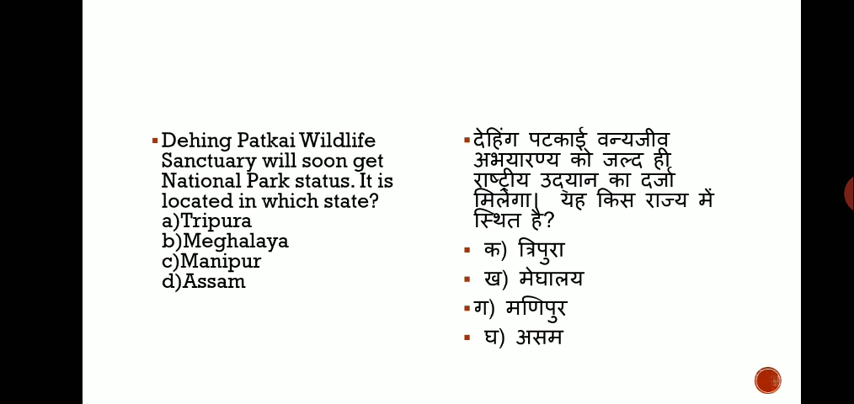 Dehing Patkai Wildlife
Sanctuary will soon get
National Park status. It is
located in which state?
a)Tripura
b)Meghalaya
c)Manipur
d)Assam
देहिंग पटकाई वन्यजीव
अभयारण्य को जल्द ही
राष्ट्रीय उद्यान का दर्जा
मिलेगा| यह किस राज्य में
स्थित है?
क) त्रिपुरा
ख) मेघालय
ग) मणिपुर
घ) असम